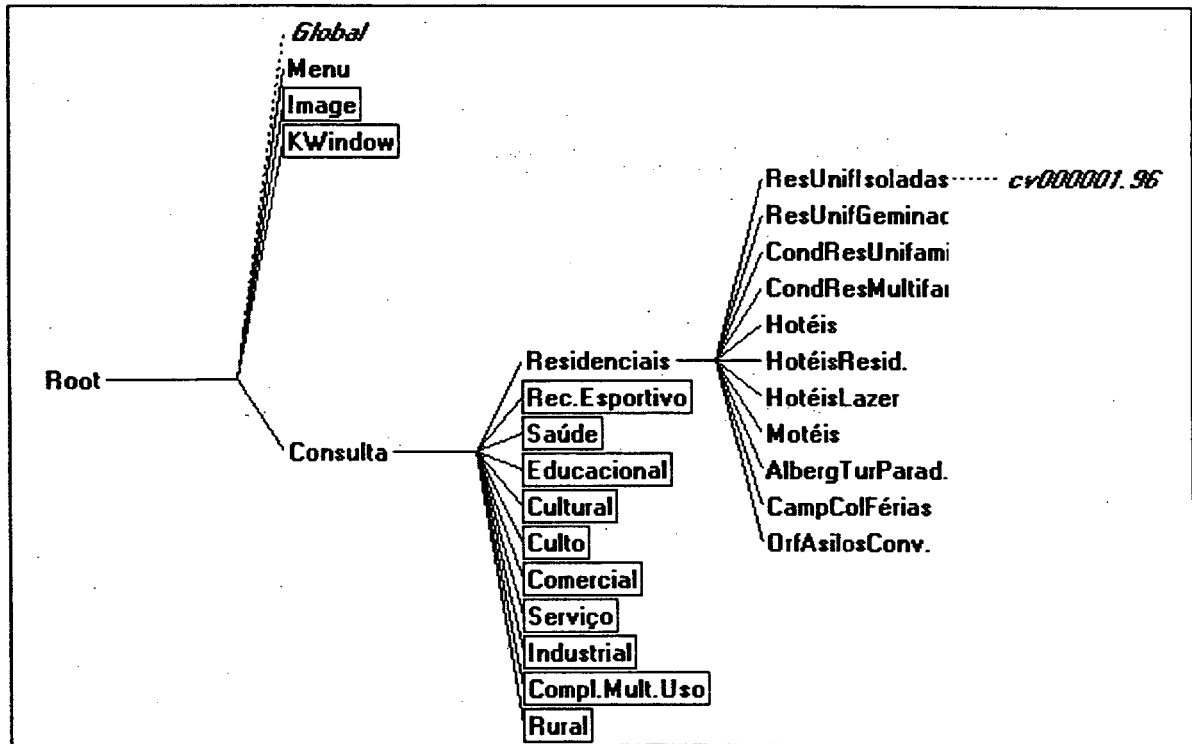 Global
Menu
Image
KWindow
Root
Consulta
Residenciais
Rec.Esportivo
Saúde
Educacional
Cultural
Culto
Comercial
Serviço
Industrial
Compl.Mult.Uso
Rural
ResUnifIsoladas
cv000001.96
ResUnifGeminac
CondResUnifami
CondResMultifar
Hotéis
HotéisResid.
HotéisLazer
Motéis
AlbergTurParad.
CampColFérias
OrfAsilosConv.